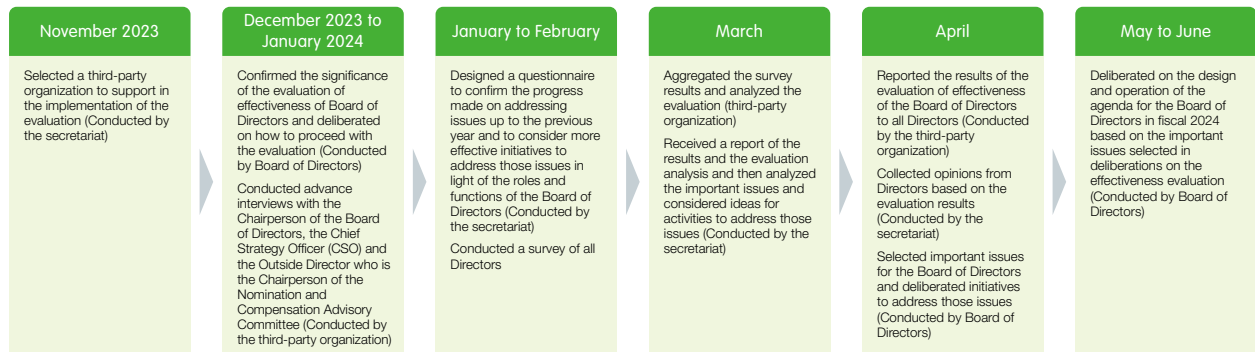 November 2023
Selected a third-party
organization to support in
the implementation of the
evaluation (Conducted by
the secretariat)
December 2023 to
January 2024
Confirmed the significance
of the evaluation of
effectiveness of Board of
Directors and deliberated
on how to proceed with
the evaluation (Conducted
by Board of Directors)
Conducted advance
interviews with the
Chairperson of the Board
of Directors, the Chief
Strategy Officer (CSO) and
the Outside Director who is
the Chairperson of the
Nomination and
Compensation Advisory
Committee (Conducted by
the third-party organization)
January to February
Designed a questionnaire
to confirm the progress
made on addressing
issues up to the previous
year and to consider more
effective initiatives to
address those issues in
light of the roles and
functions of the Board of
Directors (Conducted by
the secretariat)
Conducted a survey of all
Directors
March
Aggregated the survey
results and analyzed the
evaluation (third-party
organization)
Received a report of the
results and the evaluation
analysis and then analyzed
the important issues and
considered ideas for
activities to address those
issues (Conducted by the
secretariat)
April
Reported the results of the
evaluation of effectiveness
of the Board of Directors
to all Directors (Conducted
by the third-party
organization)
Collected opinions from
Directors based on the
evaluation results
(Conducted by the
secretariat)
Selected important issues
for the Board of Directors
and deliberated initiatives
to address those issues
(Conducted by Board of
Directors)
May to June
Deliberated on the design
and operation of the
agenda for the Board of
Directors in fiscal 2024
based on the important
issues selected in
deliberations on the
effectiveness evaluation
(Conducted by Board of
Directors)